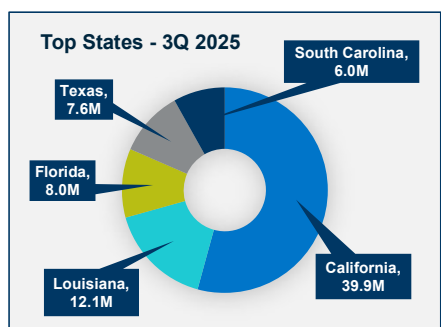 Top States - 3Q 2025
South Carolina,
6.0M
Texas,
7.6M
Florida,
8.0M
Louisiana,
12.1M
California,
39.9M